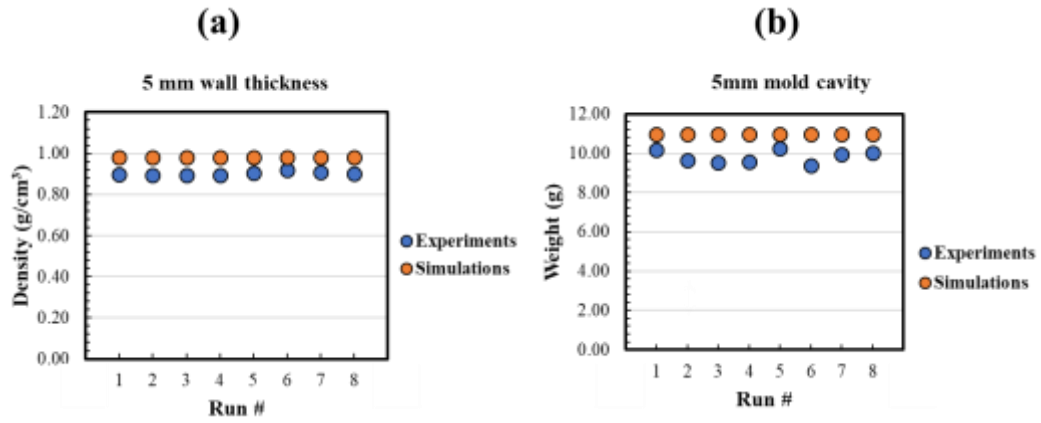 (a)
5 mm wall thickness
Density (g/cm³)
1.20
1.00
0.80
0.60
0.40
0.20
0.00
1 2 3 4 5 6 7 8
Run #
Experiments
Simulations
(b)
5mm mold cavity
Weight (g)
12.00
10.00
8.00
6.00
4.00
2.00
0.00
1 2 3 4 5 6 7 8
Run #
Experiments
Simulations